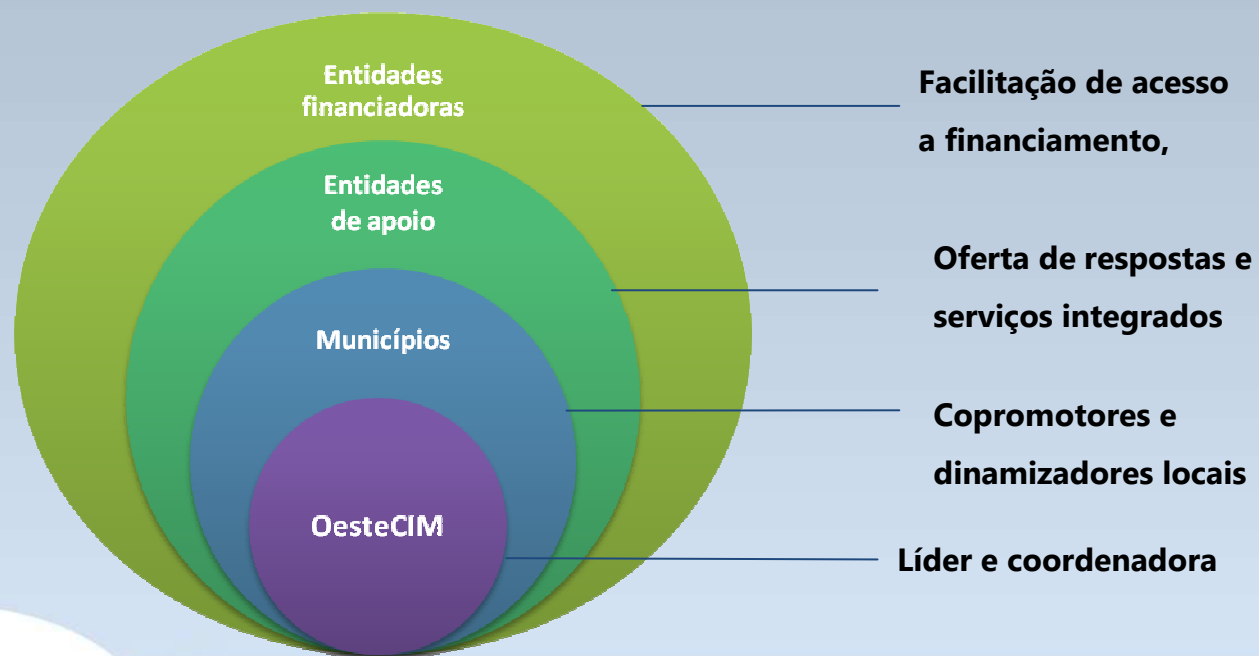 Entidades
financiadoras
Facilitação de acesso
a financiamento,
Entidades
de apoio
Oferta de respostas e
serviços integrados
Municípios
Copromotores e
dinamizadores locais
OesteCIM
Líder e coordenadora